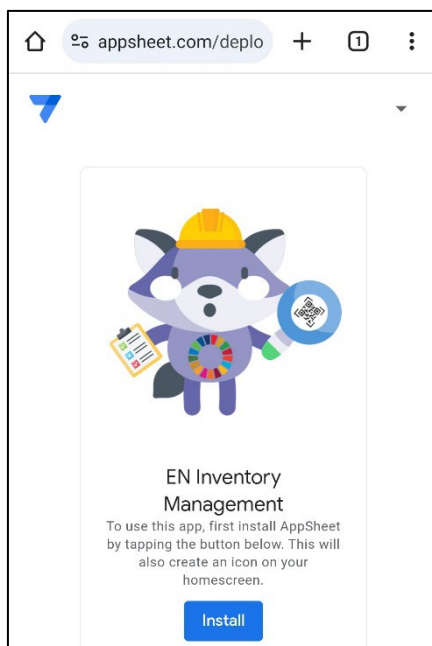 appsheet.com/deplo
1
EN Inventory
Management
To use this app, first install AppSheet
by tapping the button below. This will
also create an icon on your
homescreen.
Install